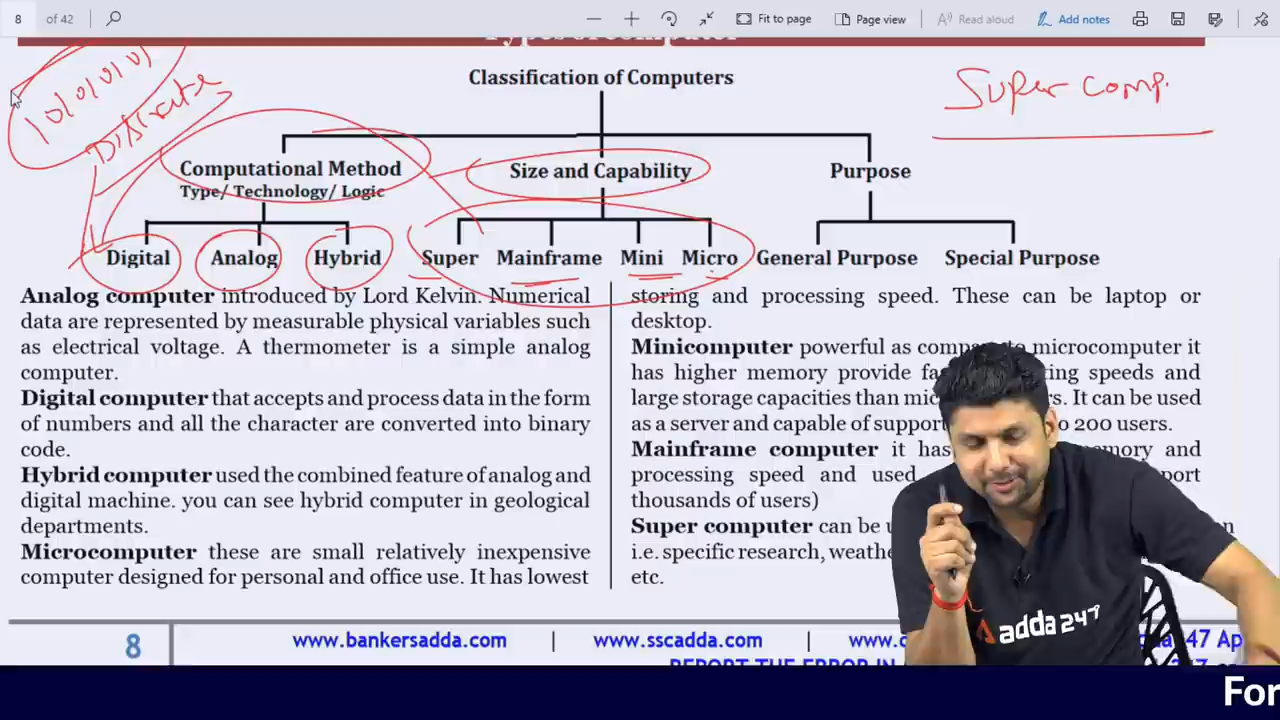 8 of 42
Fit to page
Page view
Read aloud
Add notes
Types of Computer
Classification of Computers
Super Comp.
1010101
Discrete
Computational Method
Type/ Technology/ Logic
Size and Capability
Purpose
Digital
Analog
Hybrid
Super
Mainframe
Mini
Micro
General Purpose
Special Purpose
Analog computer introduced by Lord Kelvin. Numerical
data are represented by measurable physical variables such
as electrical voltage. A thermometer is a simple analog
computer.
Digital computer that accepts and process data in the form
of numbers and all the character are converted into binary
code.
Hybrid computer used the combined feature of analog and
digital machine. you can see hybrid computer in geological
departments.
Microcomputer these are small relatively inexpensive
computer designed for personal and office use. It has lowest
storing and processing speed. These can be laptop or
desktop.
Minicomputer powerful as microcomputer it
has higher memory provide speeds and
large storage capacities than It can be used
as a server and capable of 200 users.
Mainframe computer it has and
processing speed and used
thousands of users)
Super computer can be
i.e. specific research,
etc.
8
www.bankersadda.com | www.sscadda.com |
REPORT THE ERROR IN
adda247